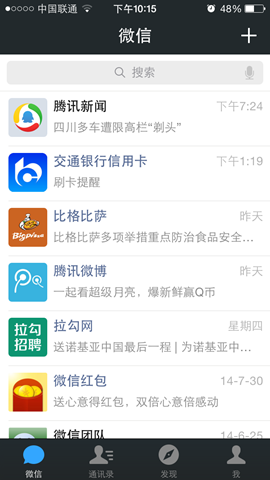 中国联通 下午10:15 48%
微信
搜索
腾讯新闻 下午7:24
四川多车遭限高栏“剃头”
交通银行信用卡 下午1:19
刷卡提醒
比格比萨 昨天
比格比萨多项举措重点防治食品安全...
腾讯微博 昨天
一起看超级月亮，爆新鲜赢Q币
拉勾招聘
拉勾网 星期四
送诺基亚中国最后一程 | 为诺基亚中...
微信红包 14-7-30
送心意得红包，双倍心意倍感动
微信团队 14-6-25
微信 通讯录 发现 我